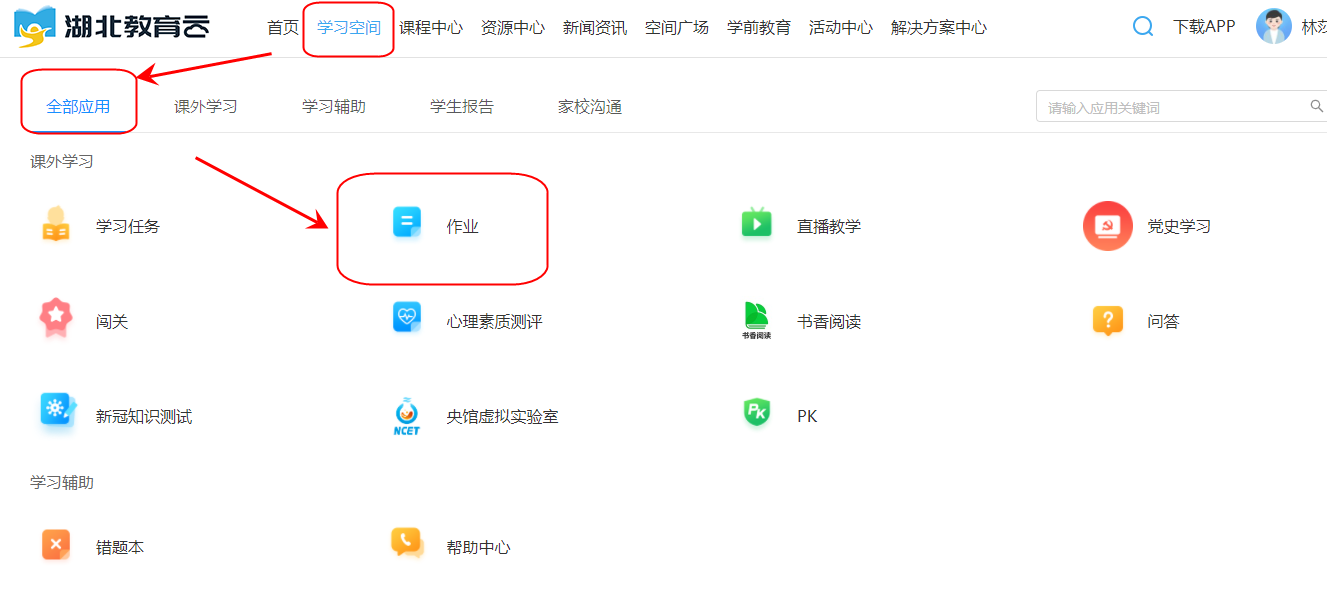 湖北教育云
首页 学习空间 课程中心 资源中心 新闻资讯 空间广场 学前教育 活动中心 解决方案中心 下载APP 林
全部应用 课外学习 学习辅助 学生报告 家校沟通 请输入应用关键词
课外学习
学习任务 作业 直播教学 党史学习
闯关 心理素质测评 书香阅读 书香阅读 问答
新冠知识测试 NCET 央馆虚拟实验室 PK PK
学习辅助
错题本 帮助中心